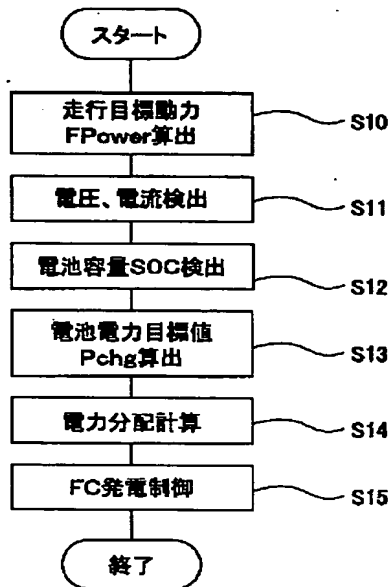 スタート
走行目標動力
FPower算出
S10
電圧、電流検出
S11
電池容量SOC検出
S12
電池電力目標値
Pchg算出
S13
電力分配計算
S14
FC発電制御
S15
終了